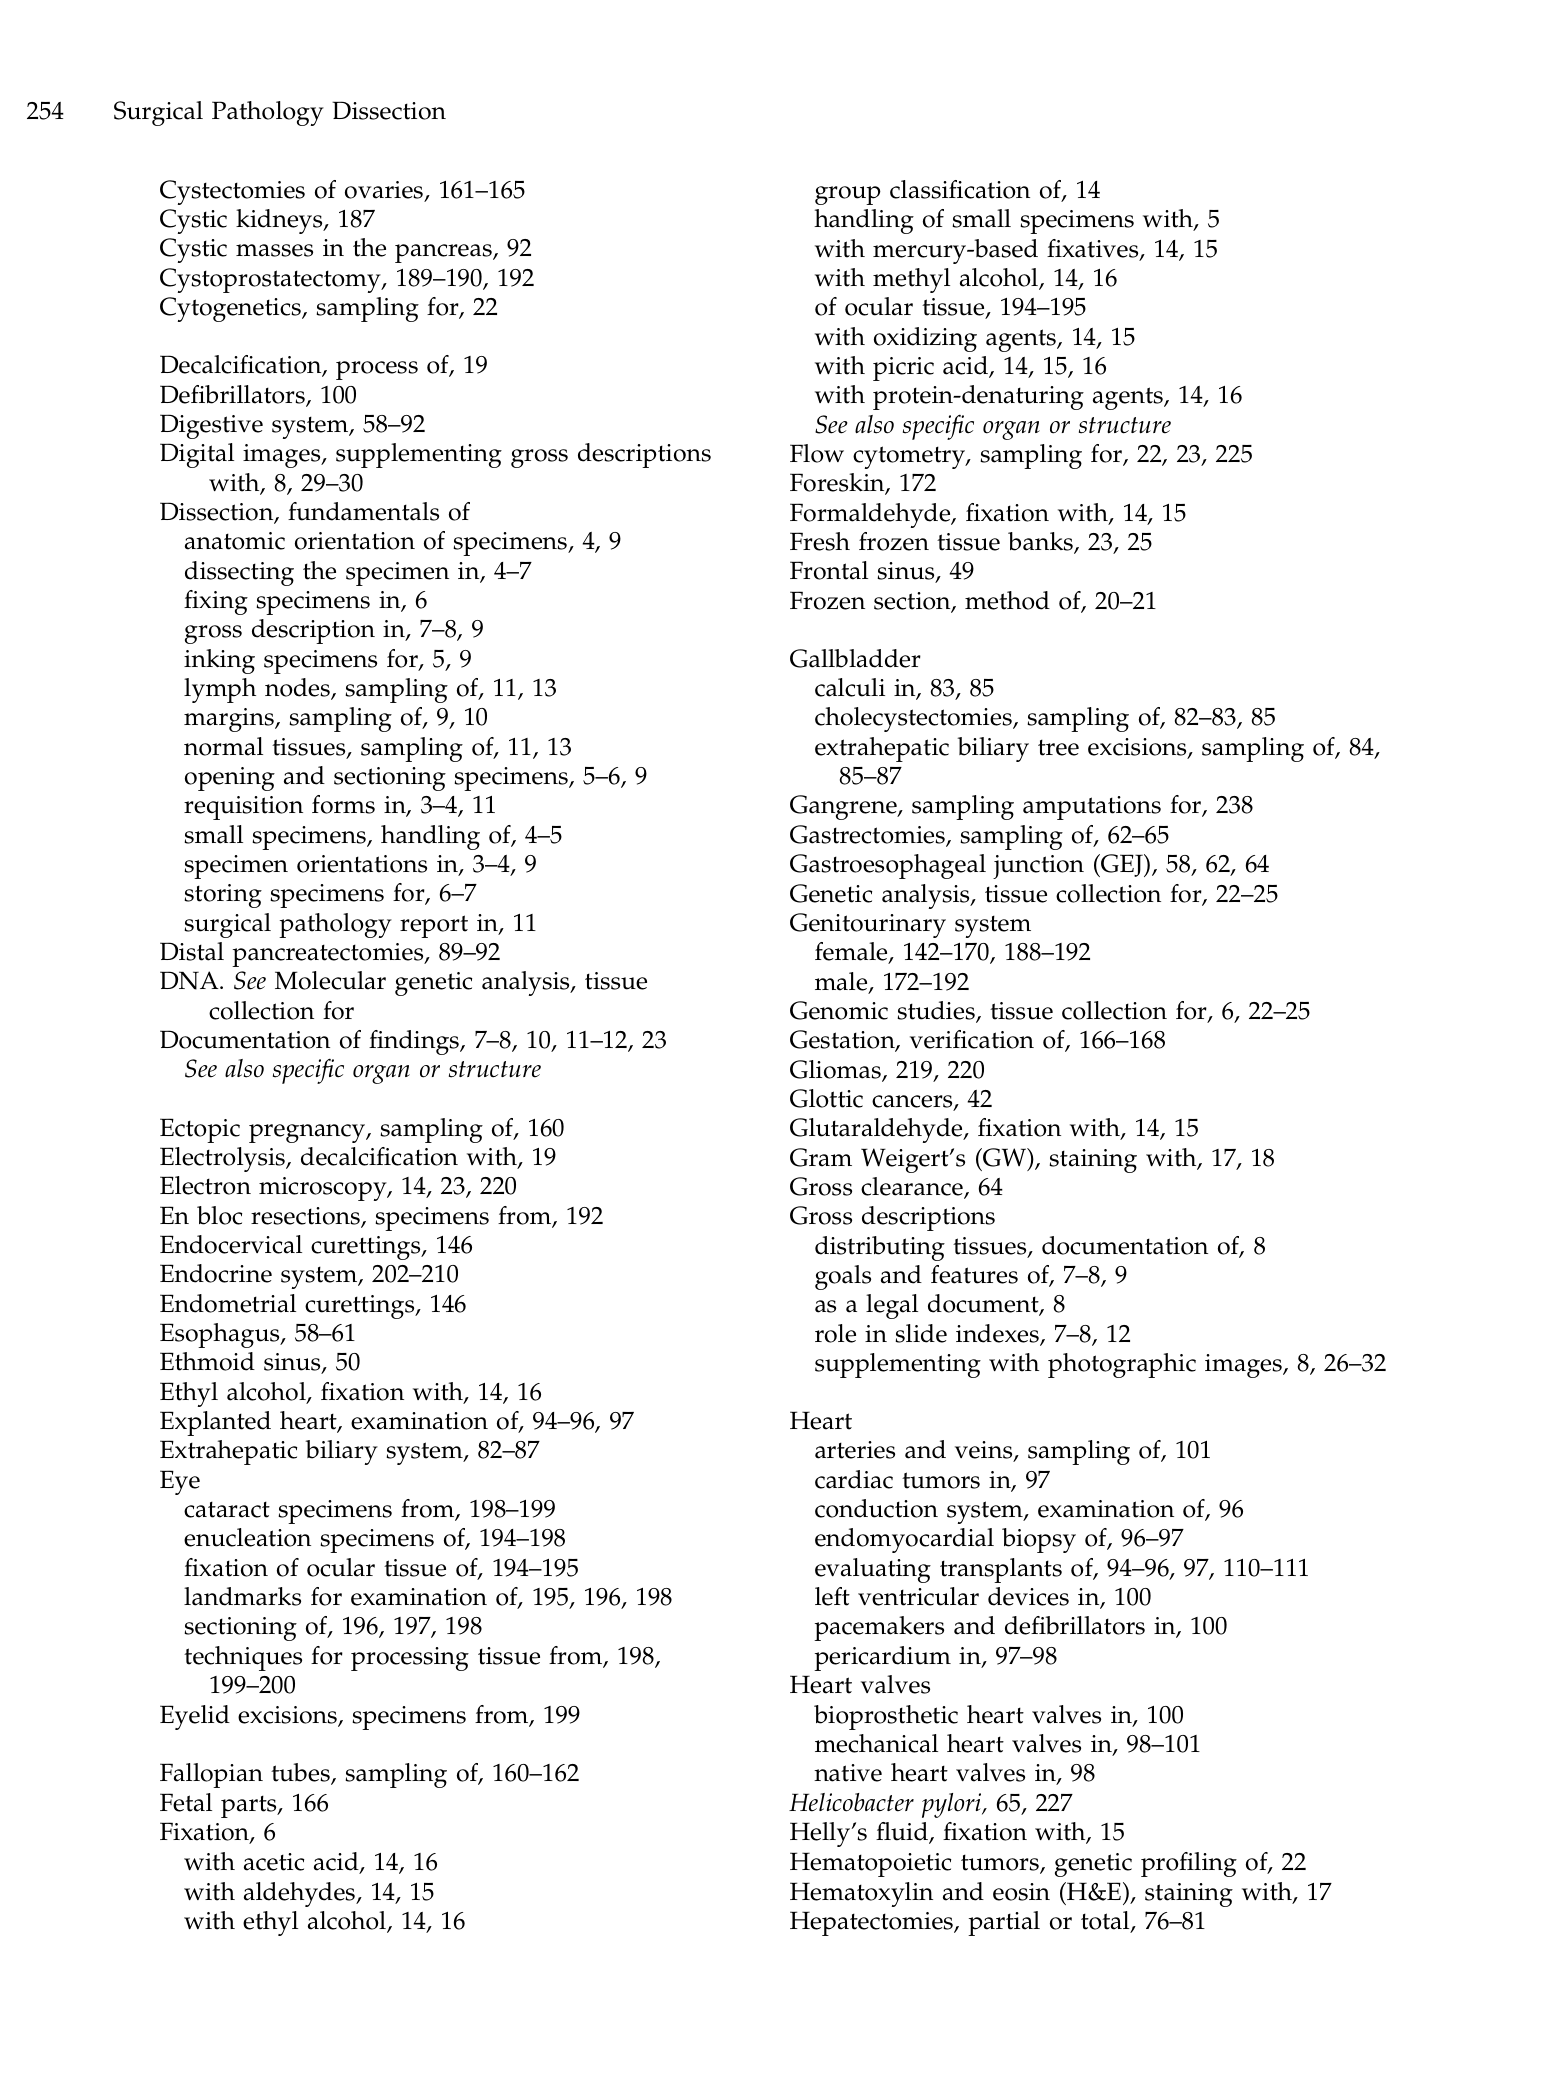 254 Surgical Pathology Dissection
Cystectomies of ovaries, 161–165
Cystic kidneys, 187
Cystic masses in the pancreas, 92
Cystoprostatectomy, 189–190, 192
Cytogenetics, sampling for, 22
Decalcification, process of, 19
Defibrillators, 100
Digestive system, 58–92
Digital images, supplementing gross descriptions
with, 8, 29–30
Dissection, fundamentals of
anatomic orientation of specimens, 4, 9
dissecting the specimen in, 4–7
fixing specimens in, 6
gross description in, 7–8, 9
inking specimens for, 5, 9
lymph nodes, sampling of, 11, 13
margins, sampling of, 9, 10
normal tissues, sampling of, 11, 13
opening and sectioning specimens, 5–6, 9
requisition forms in, 3–4, 11
small specimens, handling of, 4–5
specimen orientations in, 3–4, 9
storing specimens for, 6–7
surgical pathology report in, 11
Distal pancreatectomies, 89–92
DNA. See Molecular genetic analysis, tissue
collection for
Documentation of findings, 7–8, 10, 11–12, 23
See also specific organ or structure
Ectopic pregnancy, sampling of, 160
Electrolysis, decalcification with, 19
Electron microscopy, 14, 23, 220
En bloc resections, specimens from, 192
Endocervical curettings, 146
Endocrine system, 202–210
Endometrial curettings, 146
Esophagus, 58–61
Ethmoid sinus, 50
Ethyl alcohol, fixation with, 14, 16
Explanted heart, examination of, 94–96, 97
Extrahepatic biliary system, 82–87
Eye
cataract specimens from, 198–199
enucleation specimens of, 194–198
fixation of ocular tissue of, 194–195
landmarks for examination of, 195, 196, 198
sectioning of, 196, 197, 198
techniques for processing tissue from, 198,
199–200
Eyelid excisions, specimens from, 199
Fallopian tubes, sampling of, 160–162
Fetal parts, 166
Fixation, 6
with acetic acid, 14, 16
with aldehydes, 14, 15
with ethyl alcohol, 14, 16
group classification of, 14
handling of small specimens with, 5
with mercury-based fixatives, 14, 15
with methyl alcohol, 14, 16
of ocular tissue, 194–195
with oxidizing agents, 14, 15
with picric acid, 14, 15, 16
with protein-denaturing agents, 14, 16
See also specific organ or structure
Flow cytometry, sampling for, 22, 23, 225
Foreskin, 172
Formaldehyde, fixation with, 14, 15
Fresh frozen tissue banks, 23, 25
Frontal sinus, 49
Frozen section, method of, 20–21
Gallbladder
calculi in, 83, 85
cholecystectomies, sampling of, 82–83, 85
extrahepatic biliary tree excisions, sampling of, 84,
85–87
Gangrene, sampling amputations for, 238
Gastrectomies, sampling of, 62–65
Gastroesophageal junction (GEJ), 58, 62, 64
Genetic analysis, tissue collection for, 22–25
Genitourinary system
female, 142–170, 188–192
male, 172–192
Genomic studies, tissue collection for, 6, 22–25
Gestation, verification of, 166–168
Gliomas, 219, 220
Glottic cancers, 42
Glutaraldehyde, fixation with, 14, 15
Gram Weigert's (GW), staining with, 17, 18
Gross clearance, 64
Gross descriptions
distributing tissues, documentation of, 8
goals and features of, 7–8, 9
as a legal document, 8
role in slide indexes, 7–8, 12
supplementing with photographic images, 8, 26–32
Heart
arteries and veins, sampling of, 101
cardiac tumors in, 97
conduction system, examination of, 96
endomyocardial biopsy of, 96–97
evaluating transplants of, 94–96, 97, 110–111
left ventricular devices in, 100
pacemakers and defibrillators in, 100
pericardium in, 97–98
Heart valves
bioprosthetic heart valves in, 100
mechanical heart valves in, 98–101
native heart valves in, 98
Helicobacter pylori, 65, 227
Helly's fluid, fixation with, 15
Hematopoietic tumors, genetic profiling of, 22
Hematoxylin and eosin (H&E), staining with, 17
Hepatectomies, partial or total, 76–81